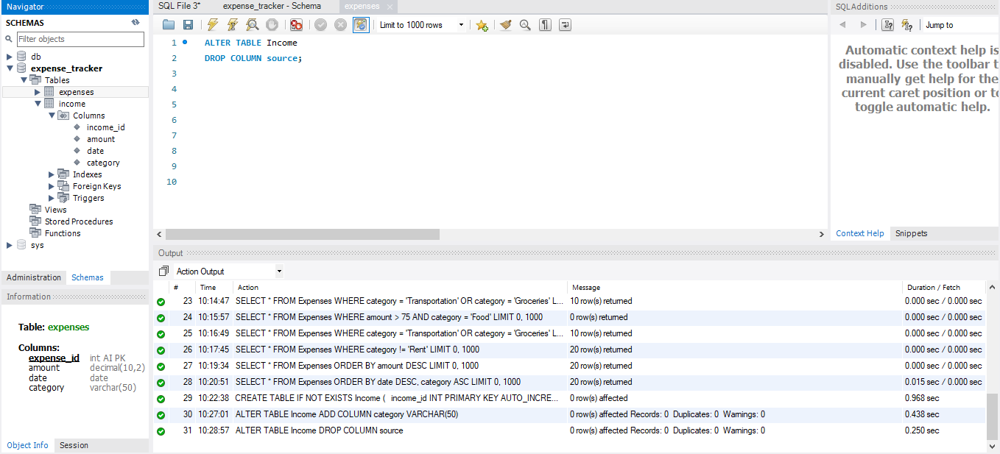 Navigator
SCHEMAS
Filter objects
db
expense_tracker
Tables
expenses
income
Columns
income_id
amount
date
category
Indexes
Foreign Keys
Triggers
Views
Stored Procedures
Functions
sys
Administration Schemas
Information
Table: expenses
Columns:
expense_id int AI PK
amount decimal(10,2)
date date
category varchar(50)
Object Info Session
SQL File 3* expense_tracker - Schema expenses
Limit to 1000 rows
1 ALTER TABLE Income
2 DROP COLUMN source;
3
4
5
6
7
8
9
10
Output
Action Output
# Time Action Message Duration / Fetch
23 10:14:47 SELECT * FROM Expenses WHERE category = 'Transportation' OR category = 'Groceries' L... 10 row(s) returned 0.000 sec / 0.000 sec
24 10:15:57 SELECT * FROM Expenses WHERE amount > 75 AND category = 'Food' LIMIT 0, 1000 0 row(s) returned 0.000 sec / 0.000 sec
25 10:16:49 SELECT * FROM Expenses WHERE category = 'Transportation' OR category = 'Groceries' L... 10 row(s) returned 0.000 sec / 0.000 sec
26 10:17:45 SELECT * FROM Expenses WHERE category != 'Rent' LIMIT 0, 1000 20 row(s) returned 0.000 sec / 0.000 sec
27 10:19:34 SELECT * FROM Expenses ORDER BY amount DESC LIMIT 0, 1000 20 row(s) returned 0.000 sec / 0.000 sec
28 10:20:51 SELECT * FROM Expenses ORDER BY date DESC, category ASC LIMIT 0, 1000 20 row(s) returned 0.015 sec / 0.000 sec
29 10:22:38 CREATE TABLE IF NOT EXISTS Income ( income_id INT PRIMARY KEY AUTO_INCRE... 0 row(s) affected 0.968 sec
30 10:27:01 ALTER TABLE Income ADD COLUMN category VARCHAR(50) 0 row(s) affected Records: 0 Duplicates: 0 Warnings: 0 0.438 sec
31 10:28:57 ALTER TABLE Income DROP COLUMN source 0 row(s) affected Records: 0 Duplicates: 0 Warnings: 0 0.250 sec
SQLAdditions
Jump to
Automatic context help is
disabled. Use the toolbar t
manually get help for the
current caret position or to
toggle automatic help.
Context Help Snippets